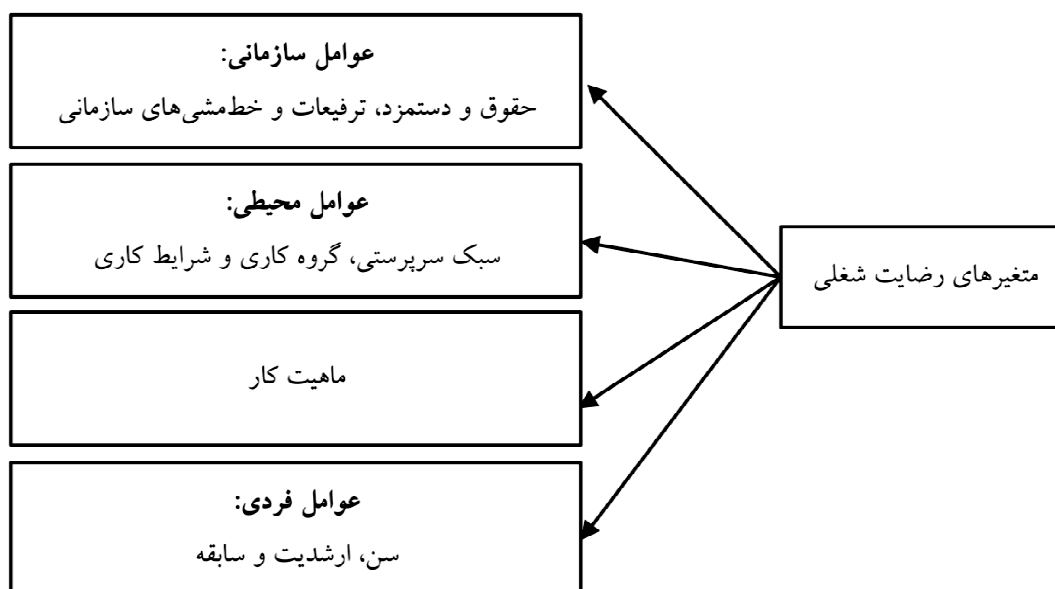 عوامل سازمانی:
حقوق و دستمزد، ترفیعات و خط‌مشی‌های سازمانی
عوامل محیطی:
سبک سرپرستی، گروه کاری و شرایط کاری
متغیرهای رضایت شغلی
ماهیت کار
عوامل فردی:
سن، ارشدیت و سابقه